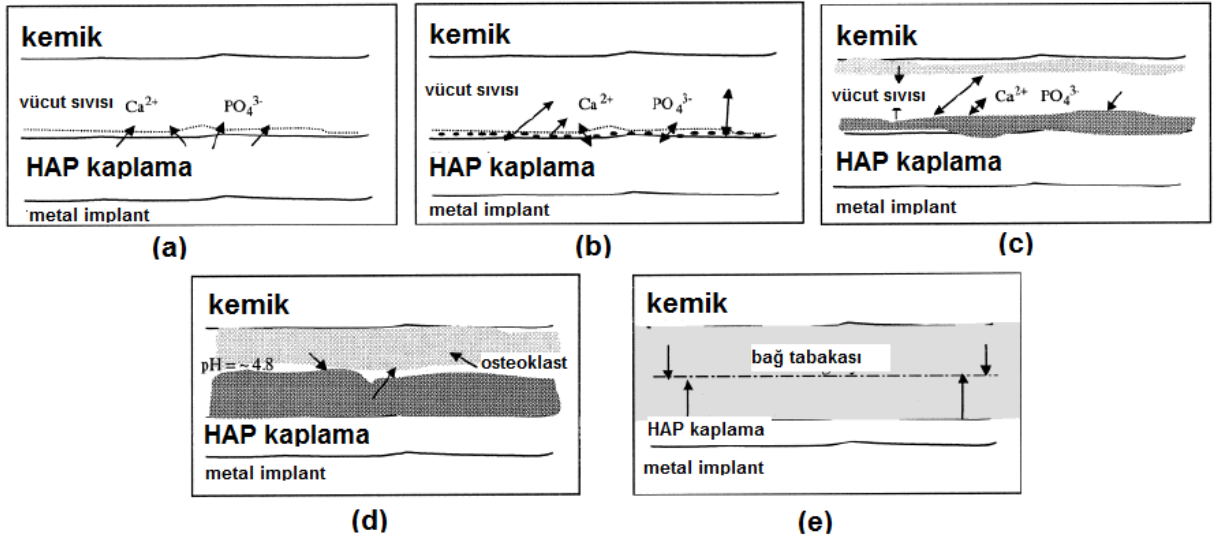 kemik
vücut sıvısı
Ca²⁺ PO₄³⁻
HAP kaplama
metal implant
(a)
kemik
vücut sıvısı
Ca²⁺ PO₄³⁻
HAP kaplama
metal implant
(b)
kemik
vücut sıvısı
Ca²⁺ PO₄³⁻
HAP kaplama
metal implant
(c)
kemik
pH = ~4.8
osteoklast
HAP kaplama
metal implant
(d)
kemik
bağ tabakası
HAP kaplama
metal implant
(e)